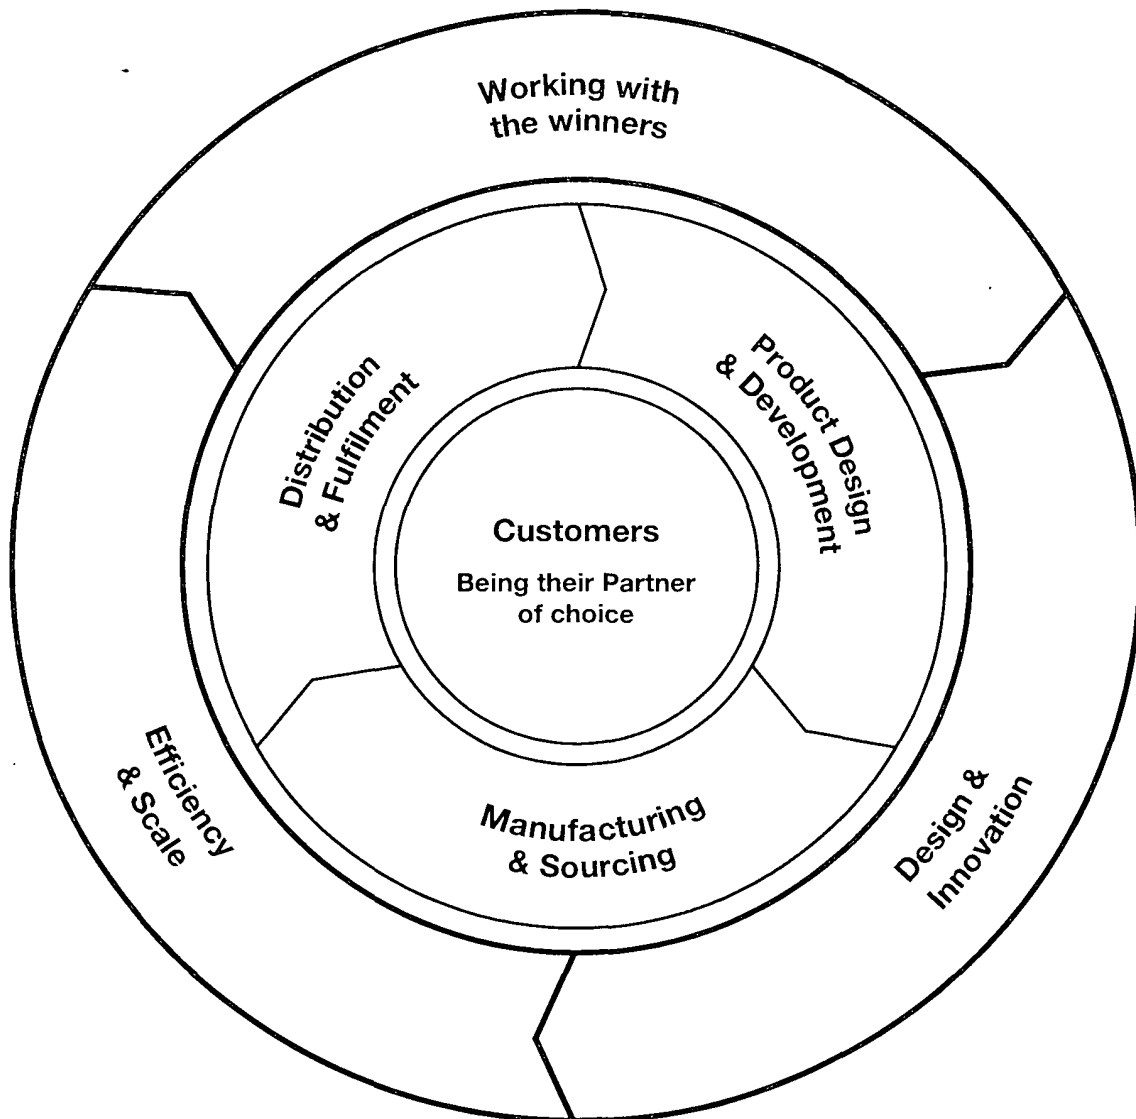 Working with
the winners
Distribution
& Fulfilment
Product Design
& Development
Customers
Being their Partner
of choice
Efficiency
& Scale
Manufacturing
& Sourcing
Design &
Innovation